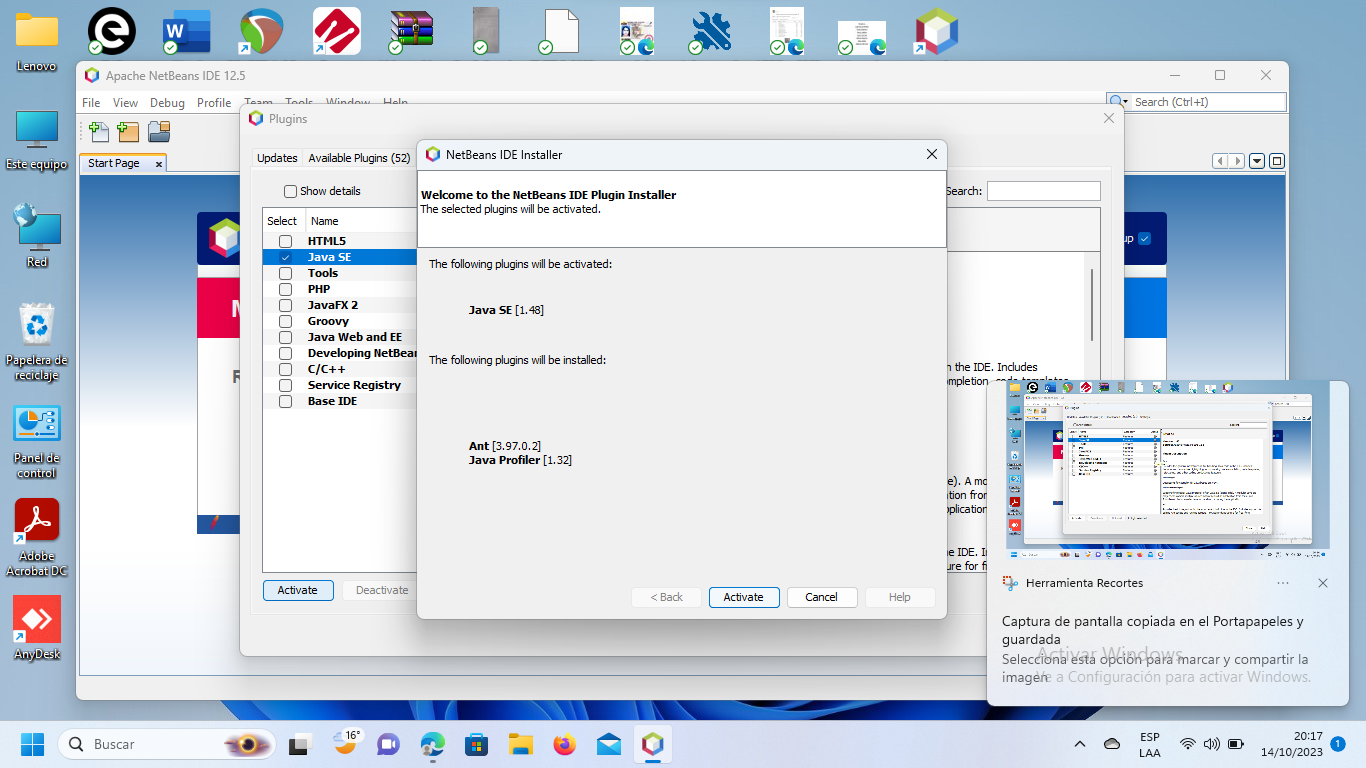 Lenovo
Este equipo
Red
Papelera de
reciclaje
Panel de
control
Adobe
Acrobat DC
AnyDesk
Apache NetBeans IDE 12.5
File View Debug Profile Team Tools Window Help
Search (Ctrl+I)
Start Page x
Plugins
Updates Available Plugins (52)
Show details
Search:
Select Name
HTML5
Java SE
Tools
PHP
JavaFX 2
Groovy
Java Web and EE
Developing NetBean
C/C++
Service Registry
Base IDE
Activate Deactivate
NetBeans IDE Installer
Welcome to the NetBeans IDE Plugin Installer
The selected plugins will be activated.
The following plugins will be activated:
Java SE [1.48]
The following plugins will be installed:
Ant [3.97.0.2]
Java Profiler [1.32]
< Back Activate Cancel Help
up
n the IDE. Includes
mpletion, code templates
e). A mo
tion from
pplication
e IDE. I
ure for f
Herramienta Recortes
Captura de pantalla copiada en el Portapapeles y
guardada
Selecciona esta opción para marcar y compartir la
imagen
Activar Windows
Ve a Configuración para activar Windows.
Buscar
16°
ESP
LAA
20:17
14/10/2023
1